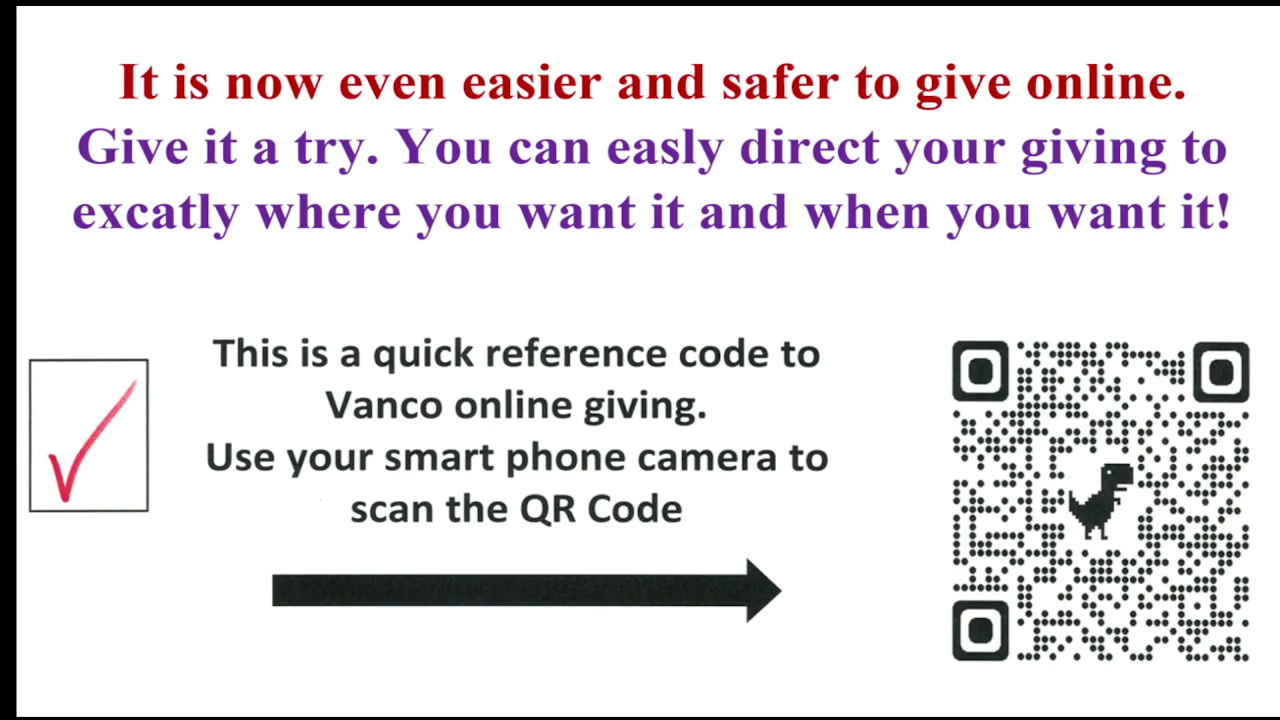 It is now even easier and safer to give online.
Give it a try. You can easly direct your giving to
excatly where you want it and when you want it!
This is a quick reference code to
Vanco online giving.
Use your smart phone camera to
scan the QR Code